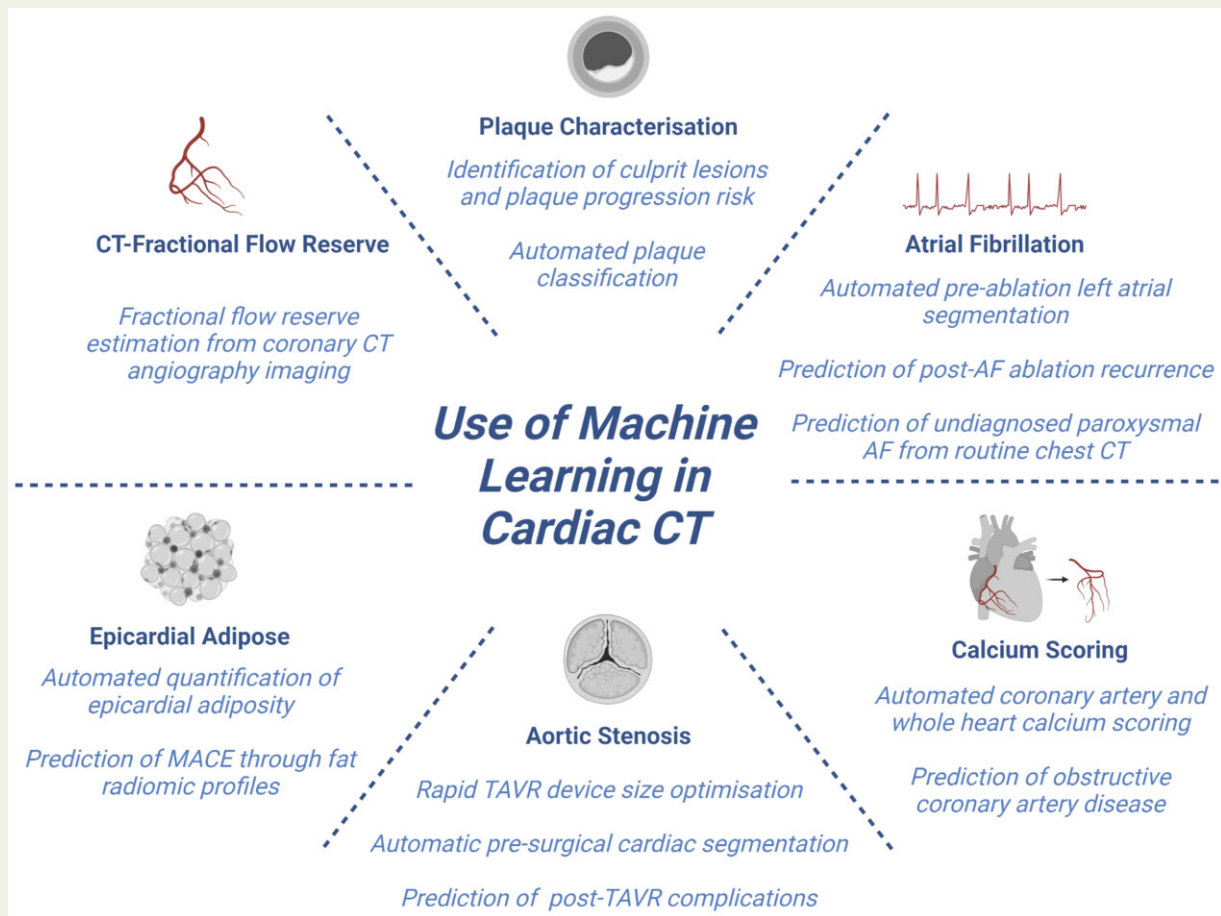 Plaque Characterisation
Identification of culprit lesions
and plaque progression risk
Automated plaque
classification
CT-Fractional Flow Reserve
Fractional flow reserve
estimation from coronary CT
angiography imaging
Atrial Fibrillation
Automated pre-ablation left atrial
segmentation
Prediction of post-AF ablation recurrence
Prediction of undiagnosed paroxysmal
AF from routine chest CT
Use of Machine
Learning in
Cardiac CT
Epicardial Adipose
Automated quantification of
epicardial adiposity
Prediction of MACE through fat
radiomic profiles
Aortic Stenosis
Rapid TAVR device size optimisation
Automatic pre-surgical cardiac segmentation
Prediction of post-TAVR complications
Calcium Scoring
Automated coronary artery and
whole heart calcium scoring
Prediction of obstructive
coronary artery disease